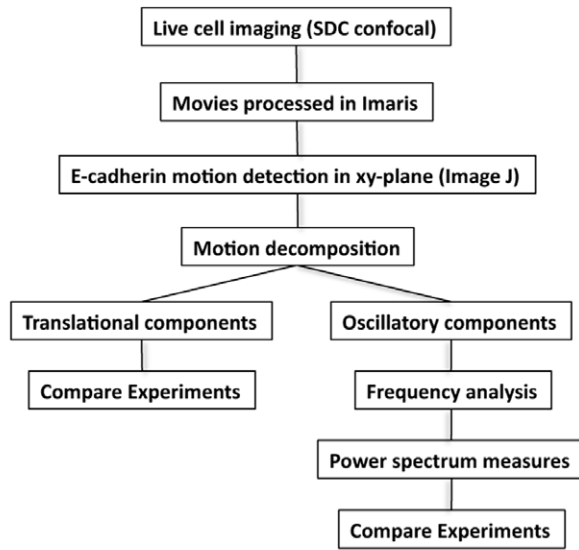 Live cell imaging (SDC confocal)
Movies processed in Imaris
E-cadherin motion detection in xy-plane (Image J)
Motion decomposition
Translational components
Oscillatory components
Compare Experiments
Frequency analysis
Power spectrum measures
Compare Experiments